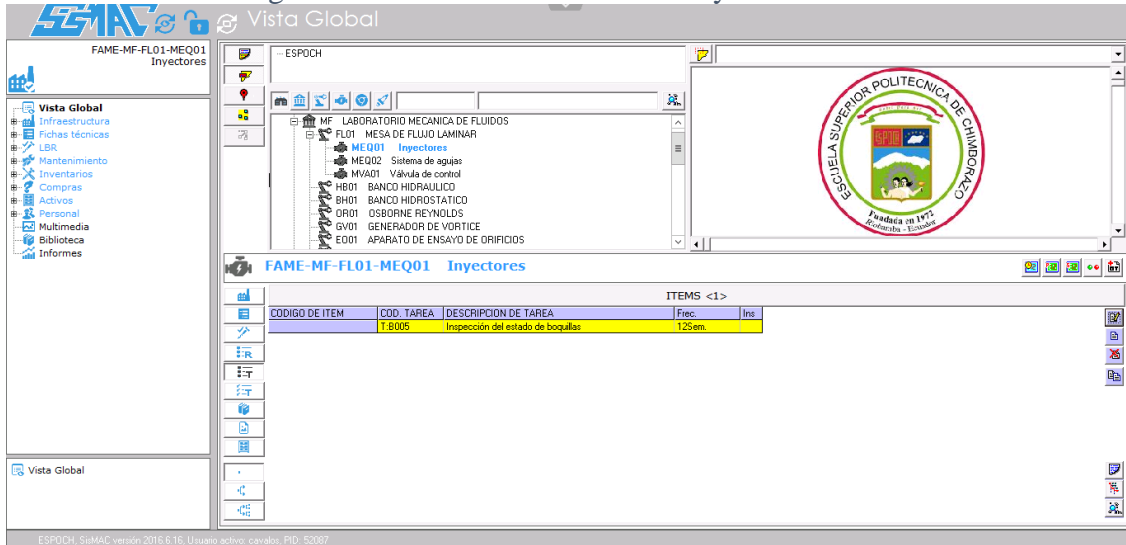 SisMAC
Vista Global
FAME-MF-FL01-MEQ01
Inyectores
Vista Global
Infraestructura
Fichas técnicas
LBR
Mantenimiento
Inventarios
Compras
Activos
Personal
Multimedia
Biblioteca
Informes
Vista Global
ESPOCH
MF LABORATORIO MECANICA DE FLUIDOS
FL01 MESA DE FLUJO LAMINAR
MEQ01 Inyectores
MEQ02 Sistema de agujas
MVA01 Válvula de control
HB01 BANCO HIDRAULICO
BH01 BANCO HIDROSTATICO
OR01 OSBORNE REYNOLDS
GV01 GENERADOR DE VORTICE
EO01 APARATO DE ENSAYO DE ORIFICIOS
ESCUELA SUPERIOR POLITECNICA DE CHIMBORAZO
Fundada en 1972
Riobamba - Ecuador
FAME-MF-FL01-MEQ01 Inyectores
ITEMS <1>
CODIGO DE ITEM COD. TAREA DESCRIPCION DE TAREA Frec. Ins
T:B005 Inspección del estado de boquillas 12Sem.
ESPOCH, SisMAC versión 2016.6.16, Usuario activo: cavalos, PID: 52087